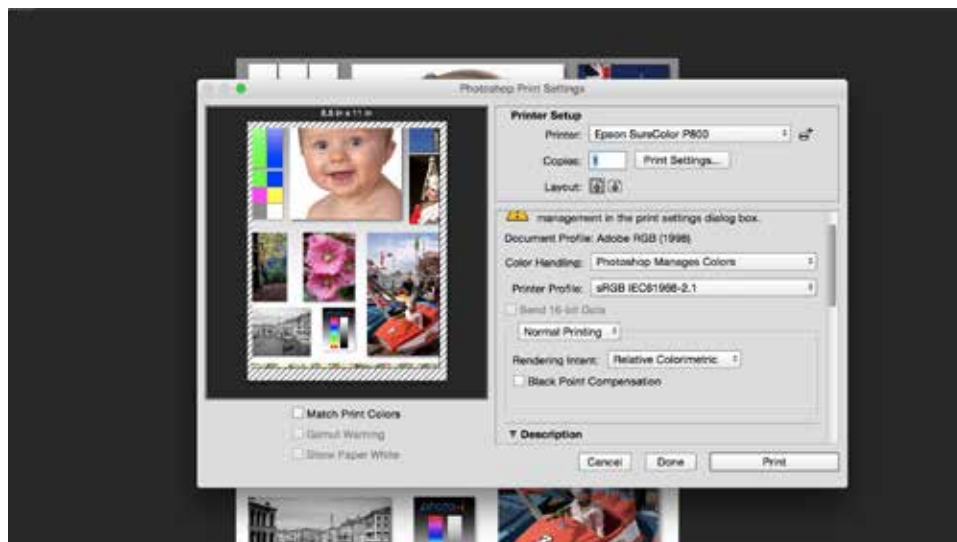 Photoshop Print Settings
8.5 in x 11 in
Printer Setup
Printer: Epson SureColor P800
Copies: 1 Print Settings...
Layout:
management in the print settings dialog box.
Document Profile: Adobe RGB (1998)
Color Handling: Photoshop Manages Colors
Printer Profile: sRGB IEC61966-2.1
Send 16-bit Data
Normal Printing
Rendering Intent: Relative Colorimetric
Black Point Compensation
Match Print Colors
Gamut Warning
Show Paper White
Description
Cancel Done Print